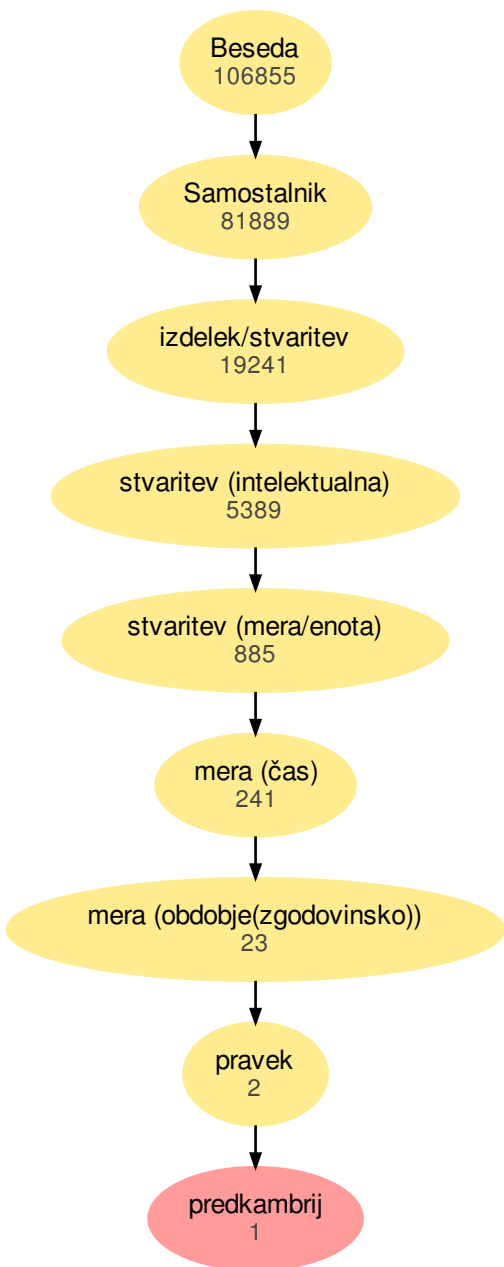 Beseda
106855
Samostalnik
81889
izdelek/stvaritev
19241
stvaritev (intelektualna)
5389
stvaritev (mera/enota)
885
mera (čas)
241
mera (obdobje(zgodovinsko))
23
pravek
2
predkambrij
1